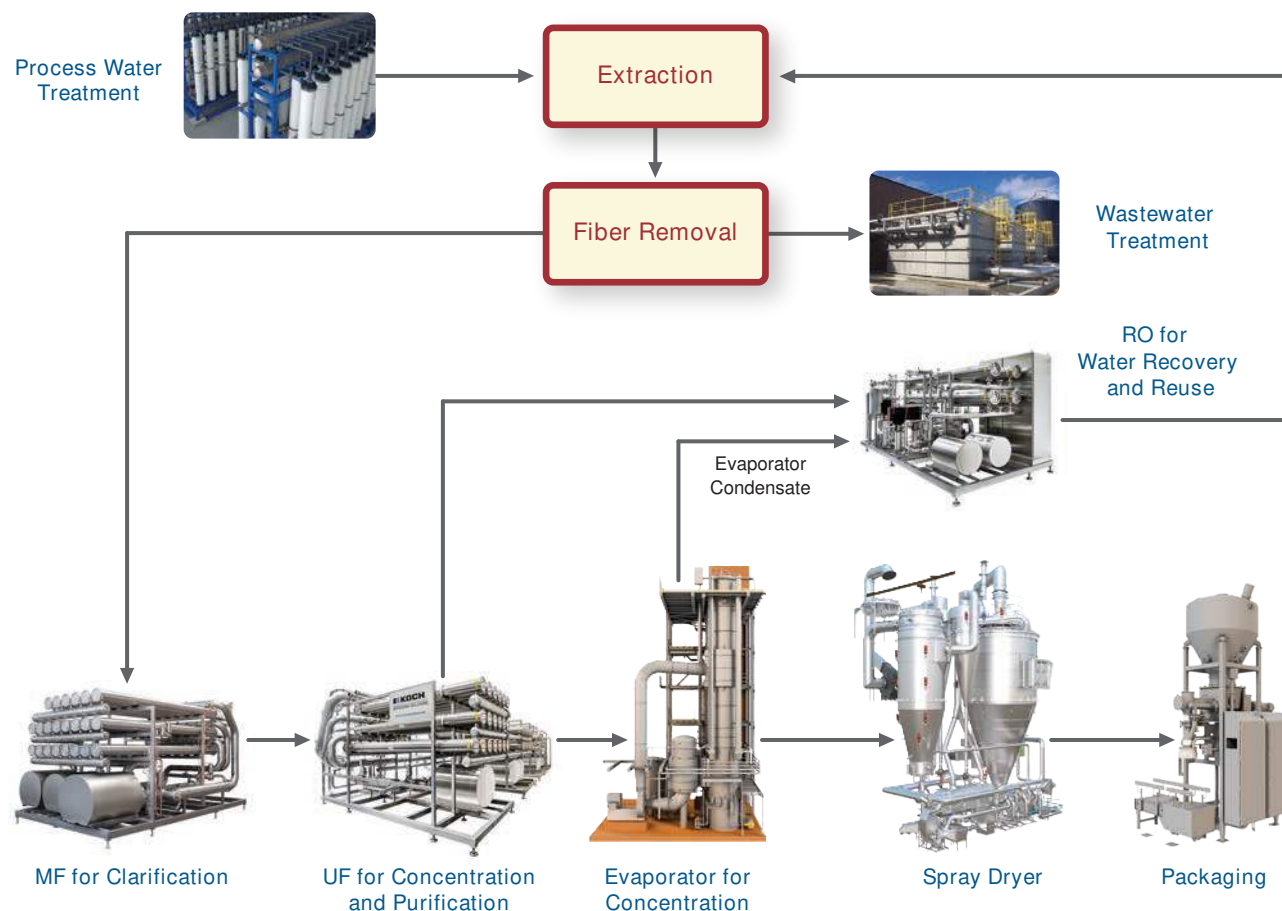 Process Water
Treatment
Extraction
Fiber Removal
Wastewater
Treatment
RO for
Water Recovery
and Reuse
Evaporator
Condensate
KOCH
MF for Clarification
UF for Concentration
and Purification
Evaporator for
Concentration
Spray Dryer
Packaging